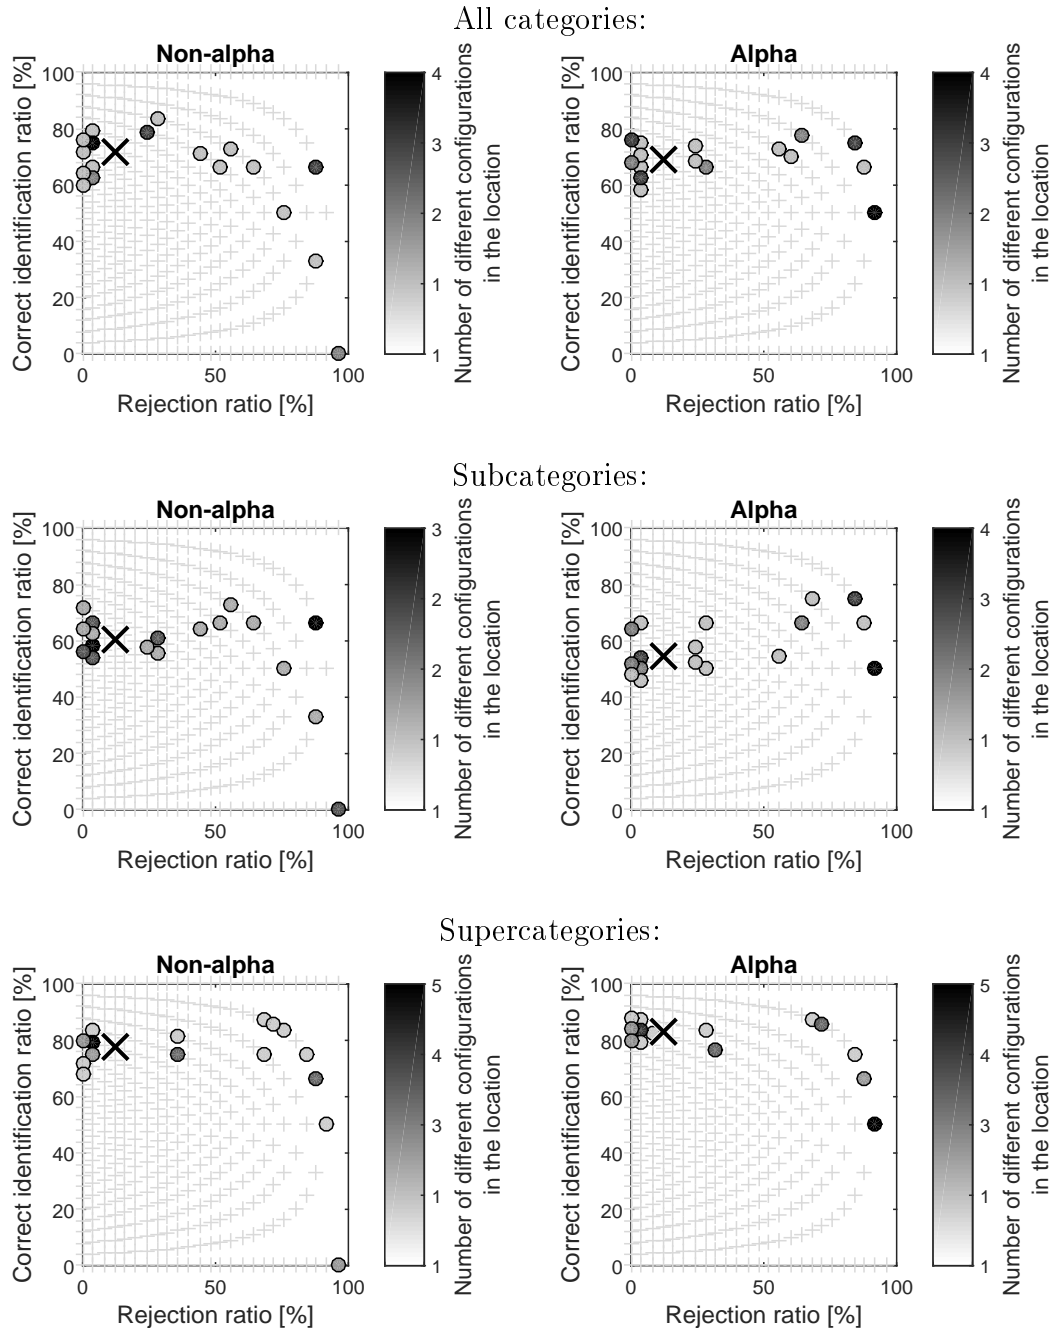 All categories:
Non-alpha
Correct identification ratio [%]
100
80
60
40
20
0
0 50 100
Rejection ratio [%]
4
3
2
1
1
Number of different configurations
in the location
Alpha
Correct identification ratio [%]
100
80
60
40
20
0
0 50 100
Rejection ratio [%]
4
3
2
1
1
Number of different configurations
in the location
Subcategories:
Non-alpha
Correct identification ratio [%]
100
80
60
40
20
0
0 50 100
Rejection ratio [%]
3
2
2
1
1
Number of different configurations
in the location
Alpha
Correct identification ratio [%]
100
80
60
40
20
0
0 50 100
Rejection ratio [%]
4
3
2
1
1
Number of different configurations
in the location
Supercategories:
Non-alpha
Correct identification ratio [%]
100
80
60
40
20
0
0 50 100
Rejection ratio [%]
5
4
3
1
1
Number of different configurations
in the location
Alpha
Correct identification ratio [%]
100
80
60
40
20
0
0 50 100
Rejection ratio [%]
5
4
3
1
1
Number of different configurations
in the location